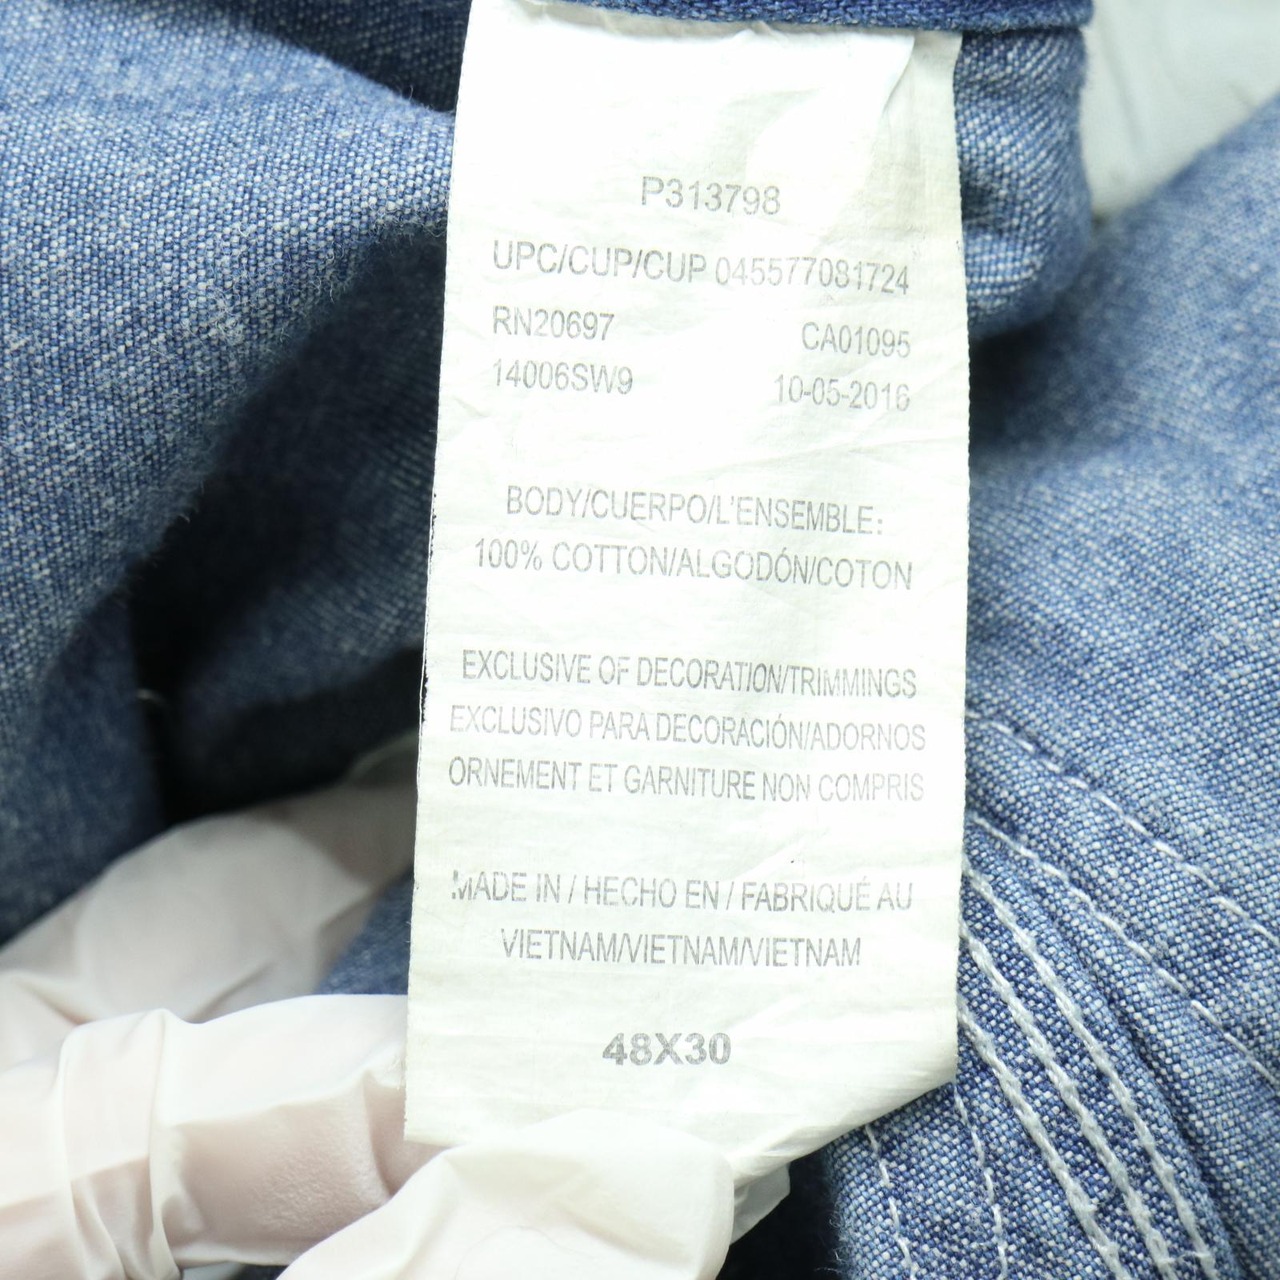 P313798
UPC/CUP/CUP 045577081724
RN20697 CA01095
14006SW9 10-05-2016
BODY/CUERPO/L'ENSEMBLE:
100% COTTON/ALGODÓN/COTON
EXCLUSIVE OF DECORATION/TRIMMINGS
EXCLUSIVO PARA DECORACIÓN/ADORNOS
ORNEMENT ET GARNITURE NON COMPRIS
MADE IN / HECHO EN / FABRIQUÉ AU
VIETNAM/VIETNAM/VIETNAM
48X30